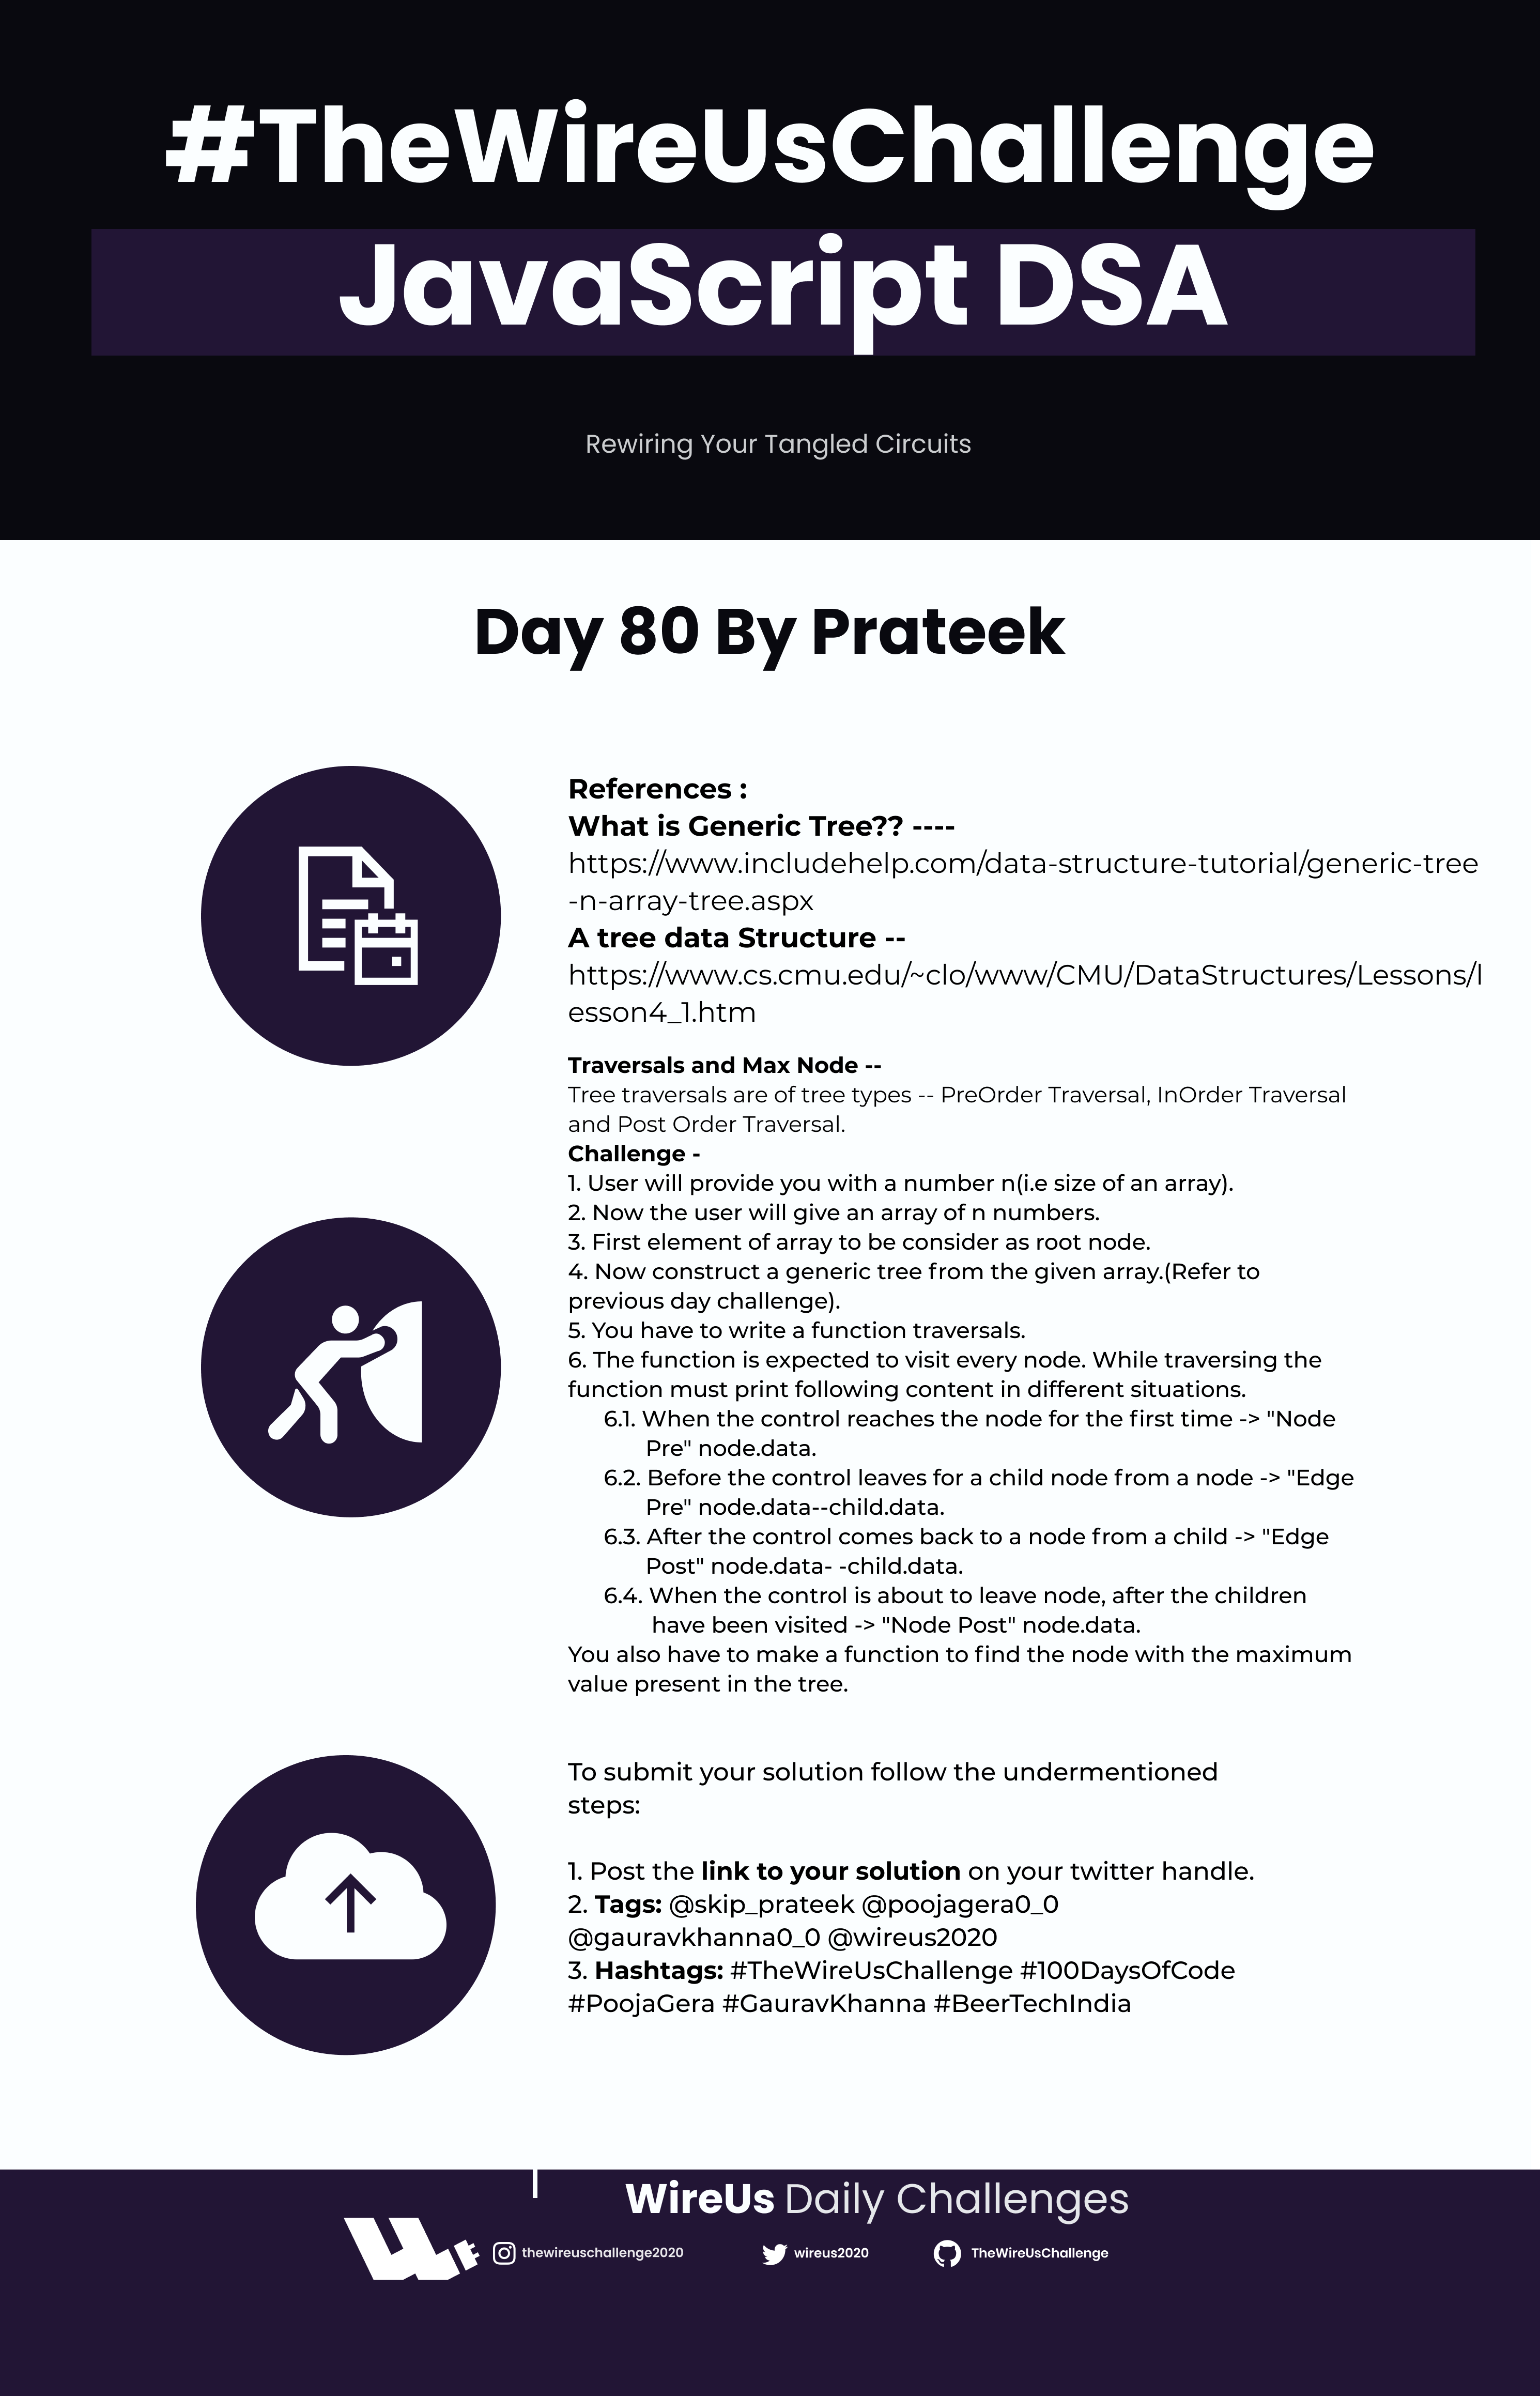 #TheWireUsChallenge
JavaScript DSA
Rewiring Your Tangled Circuits
Day 80 By Prateek
References :
What is Generic Tree?? ----
https://www.includehelp.com/data-structure-tutorial/generic-tree
-n-array-tree.aspx
A tree data Structure --
https://www.cs.cmu.edu/~clo/www/CMU/DataStructures/Lessons/l
esson4_1.htm
Traversals and Max Node --
Tree traversals are of tree types -- PreOrder Traversal, InOrder Traversal
and Post Order Traversal.
Challenge -
1. User will provide you with a number n(i.e size of an array).
2. Now the user will give an array of n numbers.
3. First element of array to be consider as root node.
4. Now construct a generic tree from the given array.(Refer to
previous day challenge).
5. You have to write a function traversals.
6. The function is expected to visit every node. While traversing the
function must print following content in different situations.
6.1. When the control reaches the node for the first time -> "Node
Pre" node.data.
6.2. Before the control leaves for a child node from a node -> "Edge
Pre" node.data--child.data.
6.3. After the control comes back to a node from a child -> "Edge
Post" node.data- -child.data.
6.4. When the control is about to leave node, after the children
have been visited -> "Node Post" node.data.
You also have to make a function to find the node with the maximum
value present in the tree.
To submit your solution follow the undermentioned
steps:
1. Post the link to your solution on your twitter handle.
2. Tags: @skip_prateek @poojagera0_0
@gauravkhanna0_0 @wireus2020
3. Hashtags: #TheWireUsChallenge #100DaysOfCode
#PoojaGera #GauravKhanna #BeerTechIndia
WireUs Daily Challenges
thewireuschallenge2020 wireus2020 TheWireUsChallenge